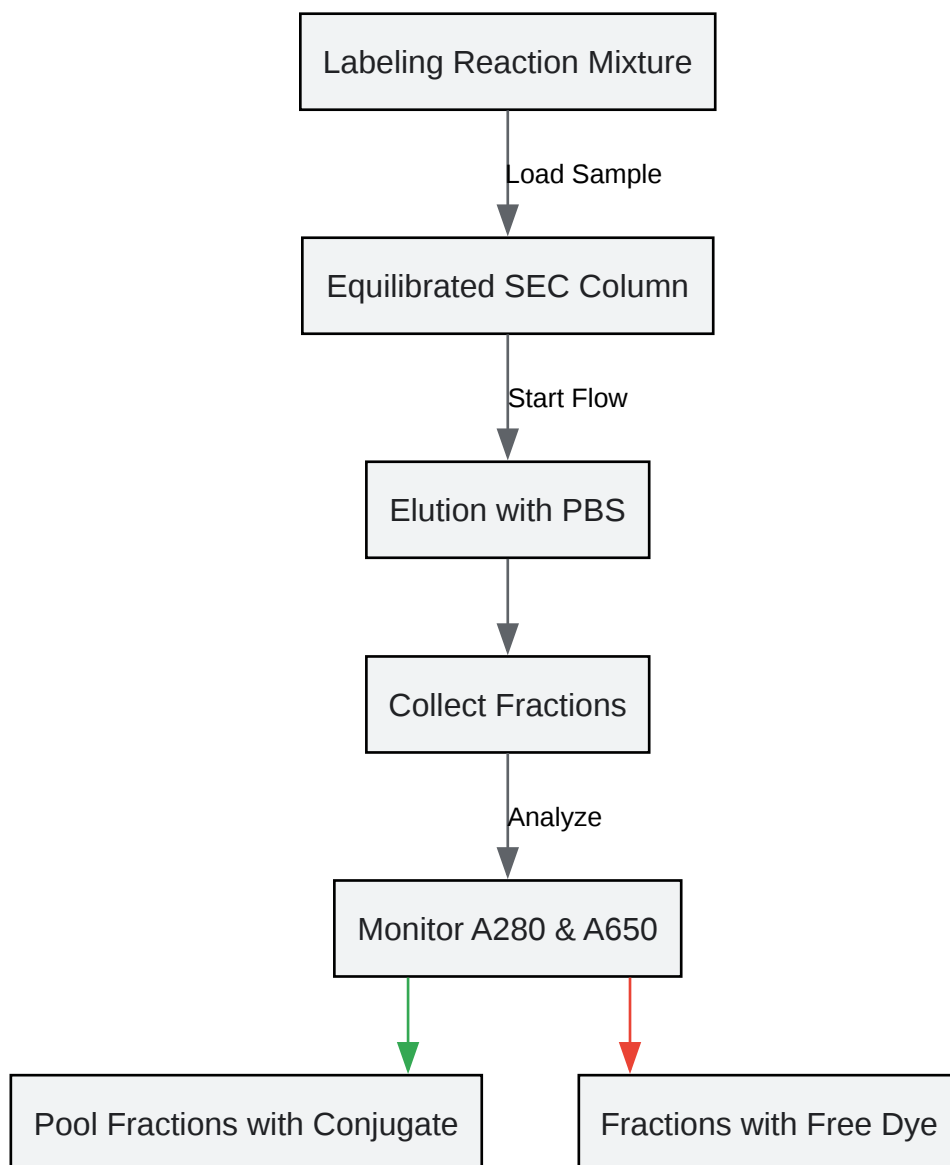 Labeling Reaction Mixture
Load Sample
Equilibrated SEC Column
Start Flow
Elution with PBS
Collect Fractions
Analyze
Monitor A280 & A650
Pool Fractions with Conjugate
Fractions with Free Dye